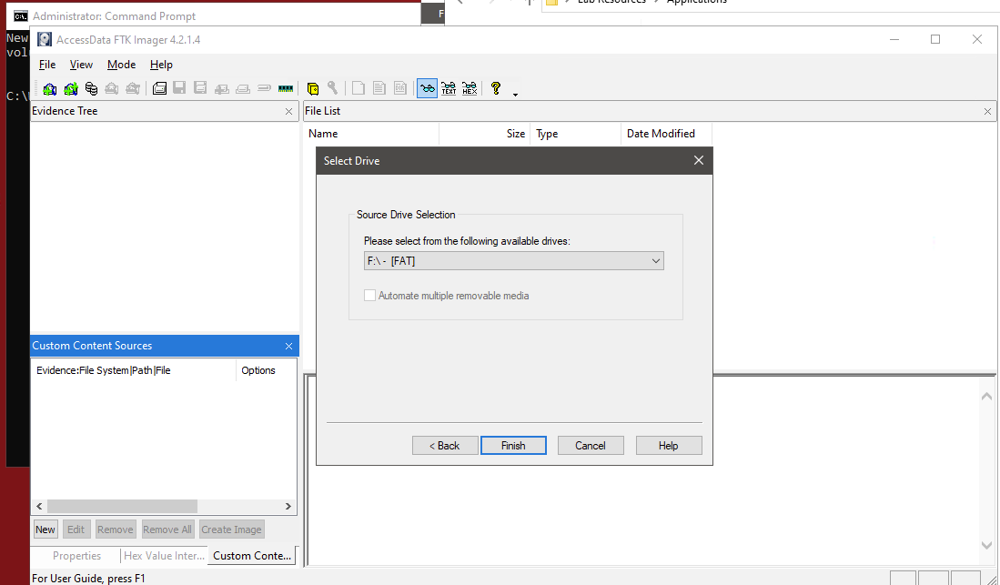 Administrator: Command Prompt
F
Lab Resources > Applications
New
vol
C:\
AccessData FTK Imager 4.2.1.4
File View Mode Help
TEXT HEX
Evidence Tree
File List
Name Size Type Date Modified
Select Drive
Source Drive Selection
Please select from the following available drives:
F:\ - [FAT]
Automate multiple removable media
< Back Finish Cancel Help
Custom Content Sources
Evidence:File System|Path|File Options
New Edit Remove Remove All Create Image
Properties Hex Value Inter... Custom Conte...
For User Guide, press F1